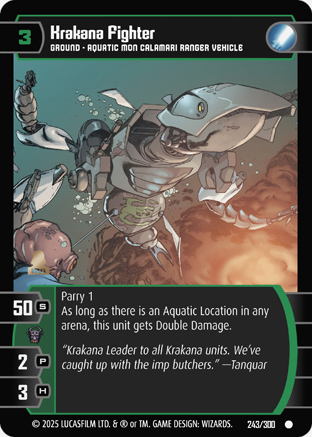 3 Krakana Fighter
GROUND - AQUATIC MON CALAMARI RANGER VEHICLE
Parry 1
As long as there is an Aquatic Location in any
arena, this unit gets Double Damage.
“Krakana Leader to all Krakana units. We’ve
caught up with the imp butchers.” —Tanquar
50 S
2 P
3 H
© 2025 LUCASFILM LTD. & ® or TM. GAME DESIGN: WIZARDS. 243/300